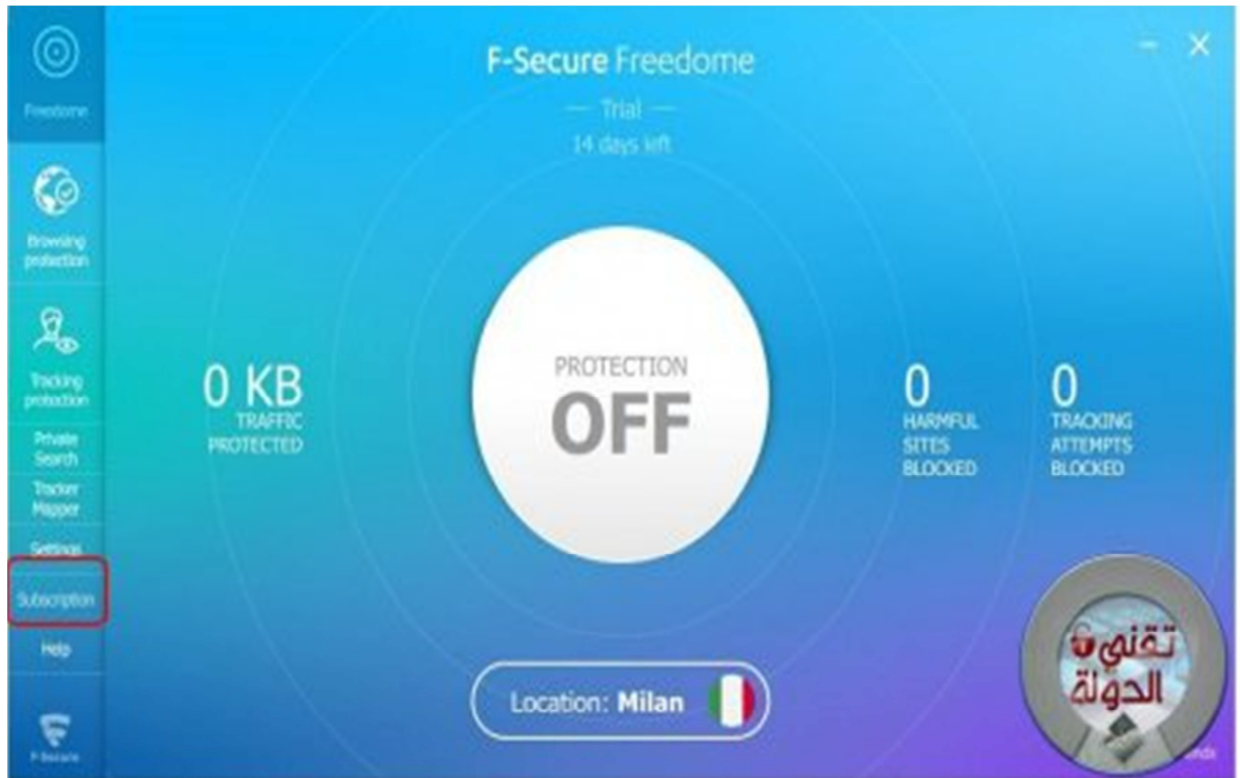 F-Secure Freedome
— Trial —
14 days left
Freedome
Browsing
protection
Tracking
protection
Private
Search
Tracker
Mapper
Settings
Subscription
Help
F-Secure
0 KB
TRAFFIC
PROTECTED
PROTECTION
OFF
0
HARMFUL
SITES
BLOCKED
0
TRACKING
ATTEMPTS
BLOCKED
Location: Milan
تقني
الدولة